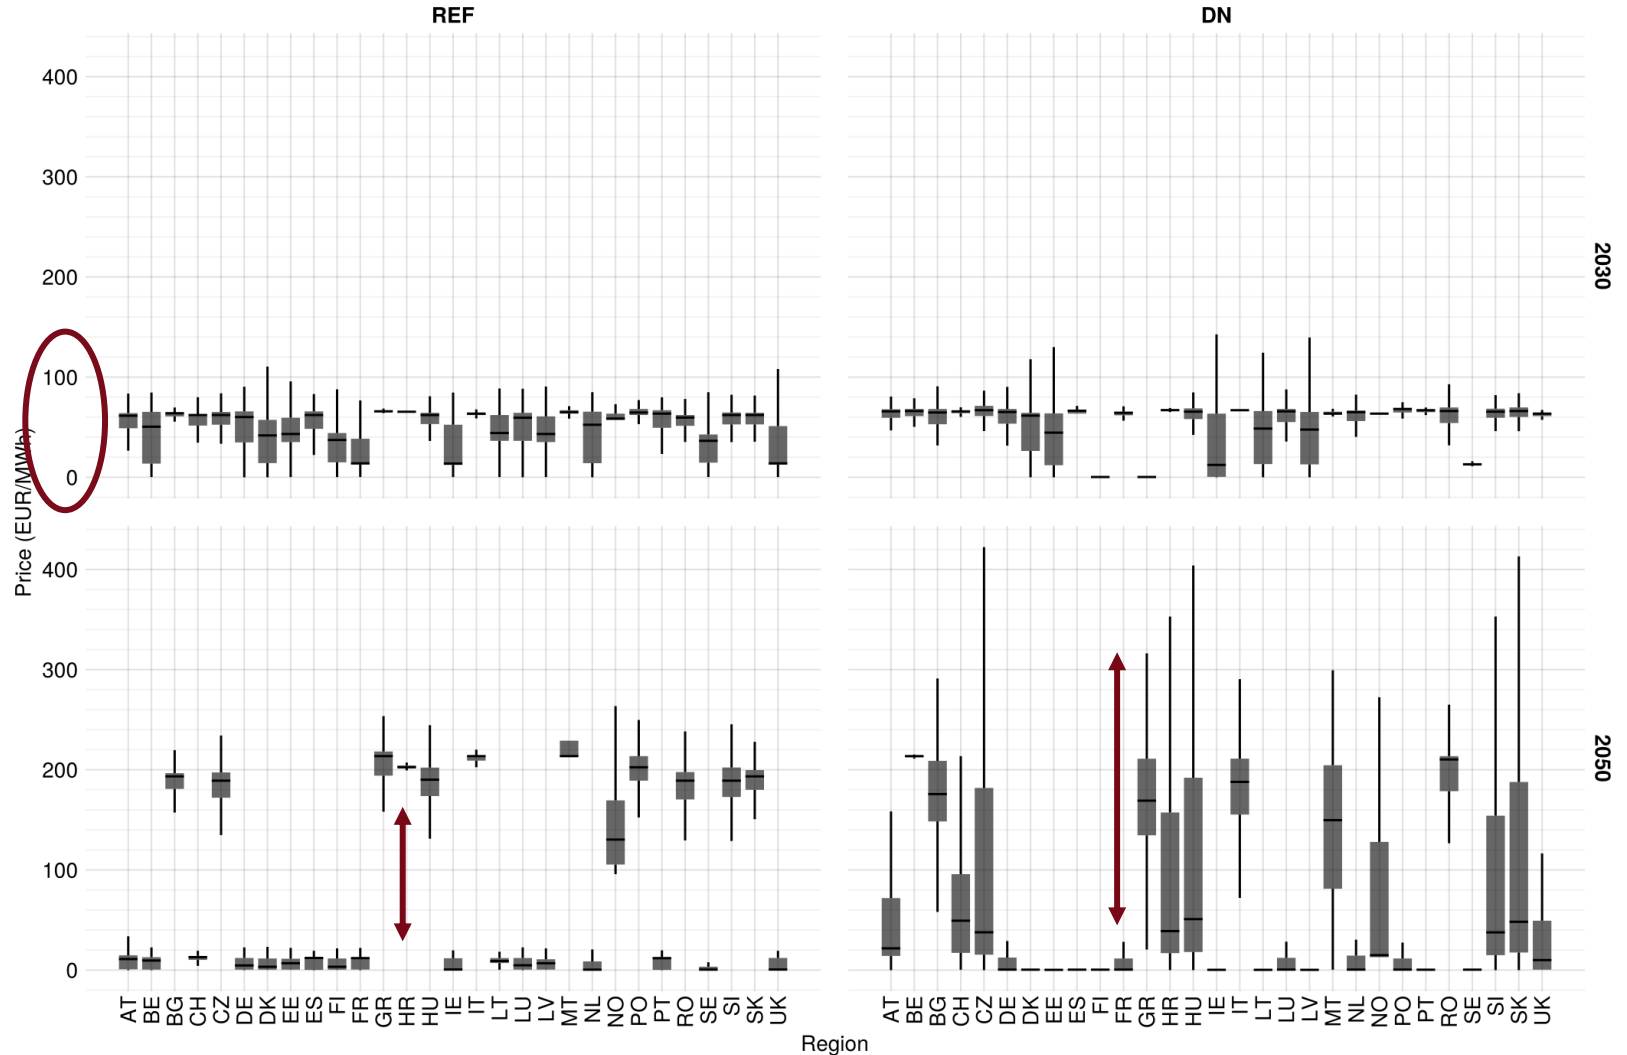 REF
DN
400
300
200
100
0
2030
Price (EUR/MWh)
400
300
200
100
0
2050
AT BE BG CH CZ DE DK EE ES FI FR GR HR HU IE IT LT LU LV MT NL NO PO PT RO SE SI SK UK
AT BE BG CH CZ DE DK EE ES FI FR GR HR HU IE IT LT LU LV MT NL NO PO PT RO SE SI SK UK
Region